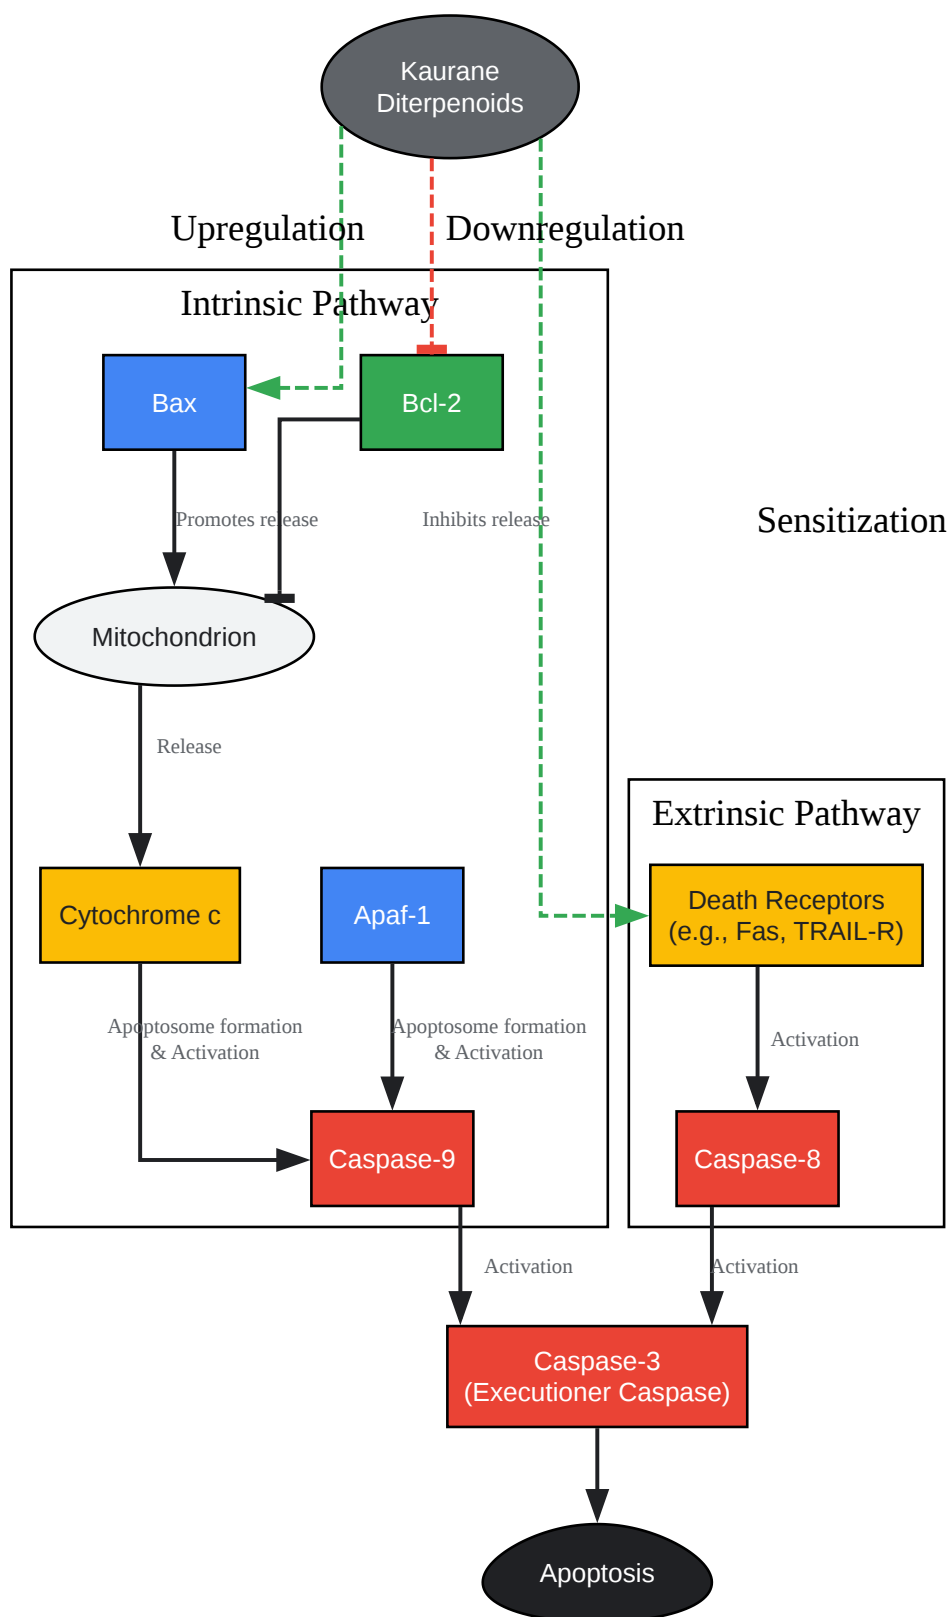 Kaurane
Diterpenoids
Upregulation
Downregulation
Intrinsic Pathway
Bax
Bcl-2
Promotes release
Inhibits release
Sensitization
Mitochondrion
Release
Extrinsic Pathway
Cytochrome c
Apaf-1
Death Receptors
(e.g., Fas, TRAIL-R)
Apoptosome formation
& Activation
Apoptosome formation
& Activation
Activation
Caspase-9
Caspase-8
Activation
Activation
Caspase-3
(Executioner Caspase)
Apoptosis